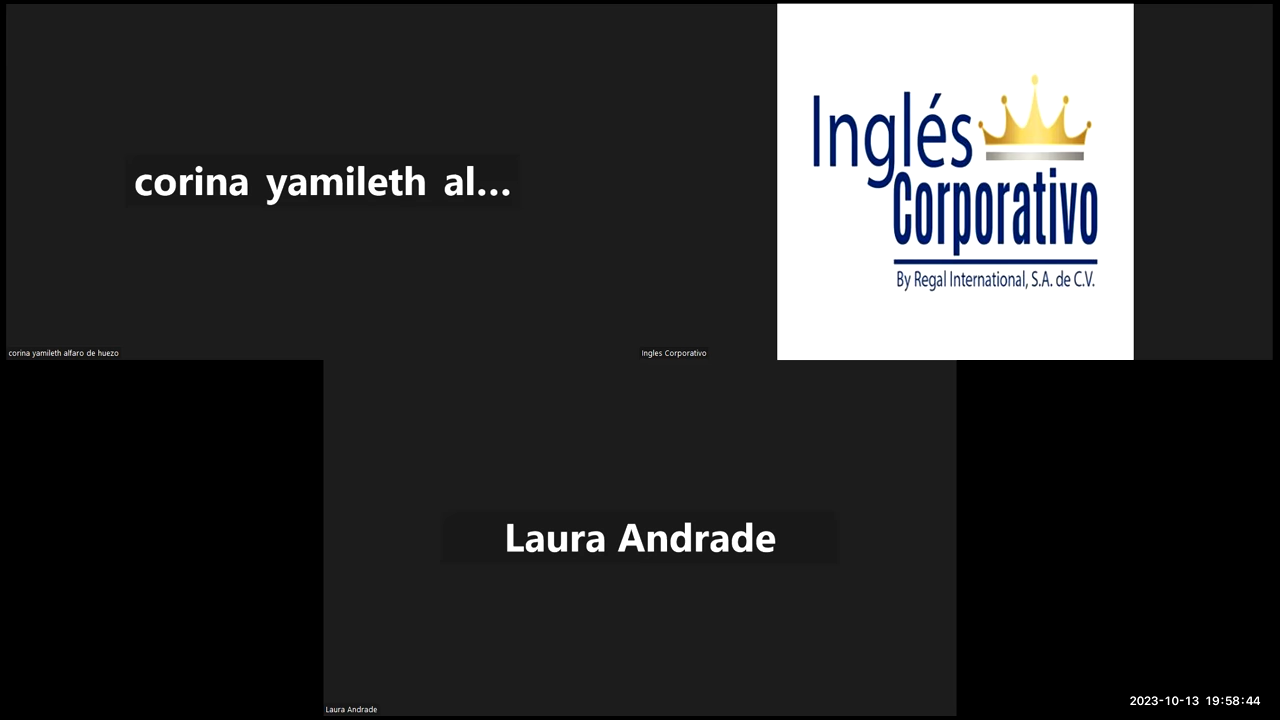 corina yamileth al...
Inglés
Corporativo
By Regal International, S.A. de C.V.
corina yamileth alfaro de huezo
Ingles Corporativo
Laura Andrade
Laura Andrade
2023-10-13 19:58:44